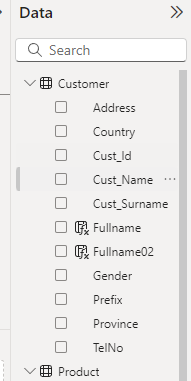 Data
Search
Customer
Address
Country
Cust_Id
Cust_Name
Cust_Surname
Fullname
Fullname02
Gender
Prefix
Province
TelNo
Product